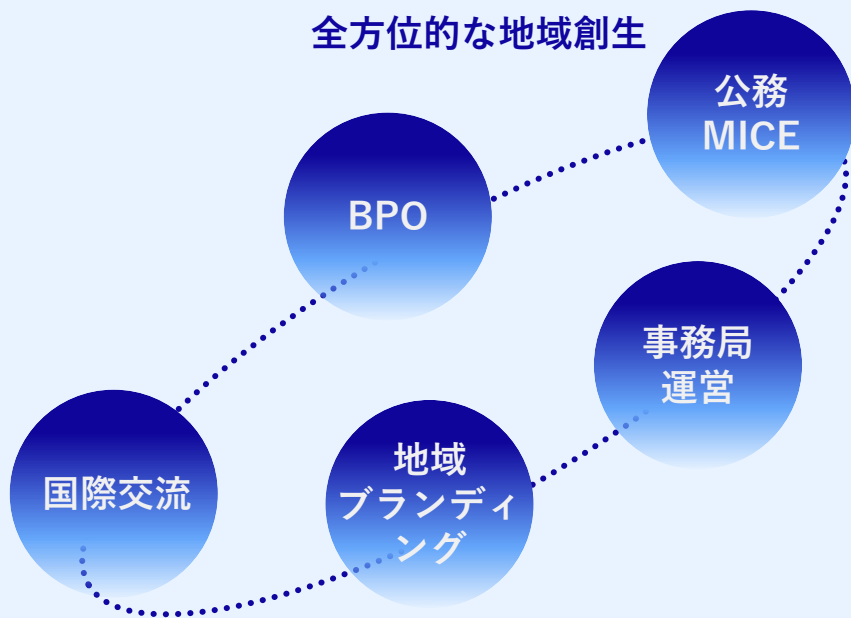 全方位的な地域創生
公務
MICE
BPO
事務局
運営
地域
ブランディ
ング
国際交流